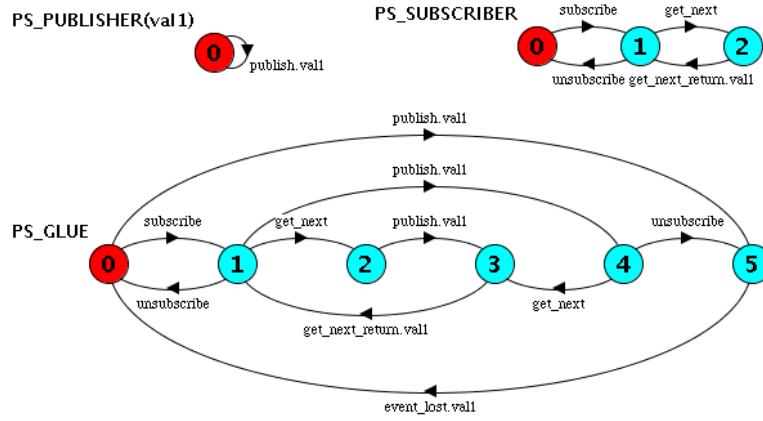 PS_PUBLISHER(val1)
0
publish.val1
PS_SUBSCRIBER
subscribe
get_next
0
1
2
unsubscribe
get_next_return.val1
publish.val1
publish.val1
PS_GLUE
subscribe
get_next
publish.val1
unsubscribe
0
1
2
3
4
5
unsubscribe
get_next
get_next_return.val1
event_lost.val1